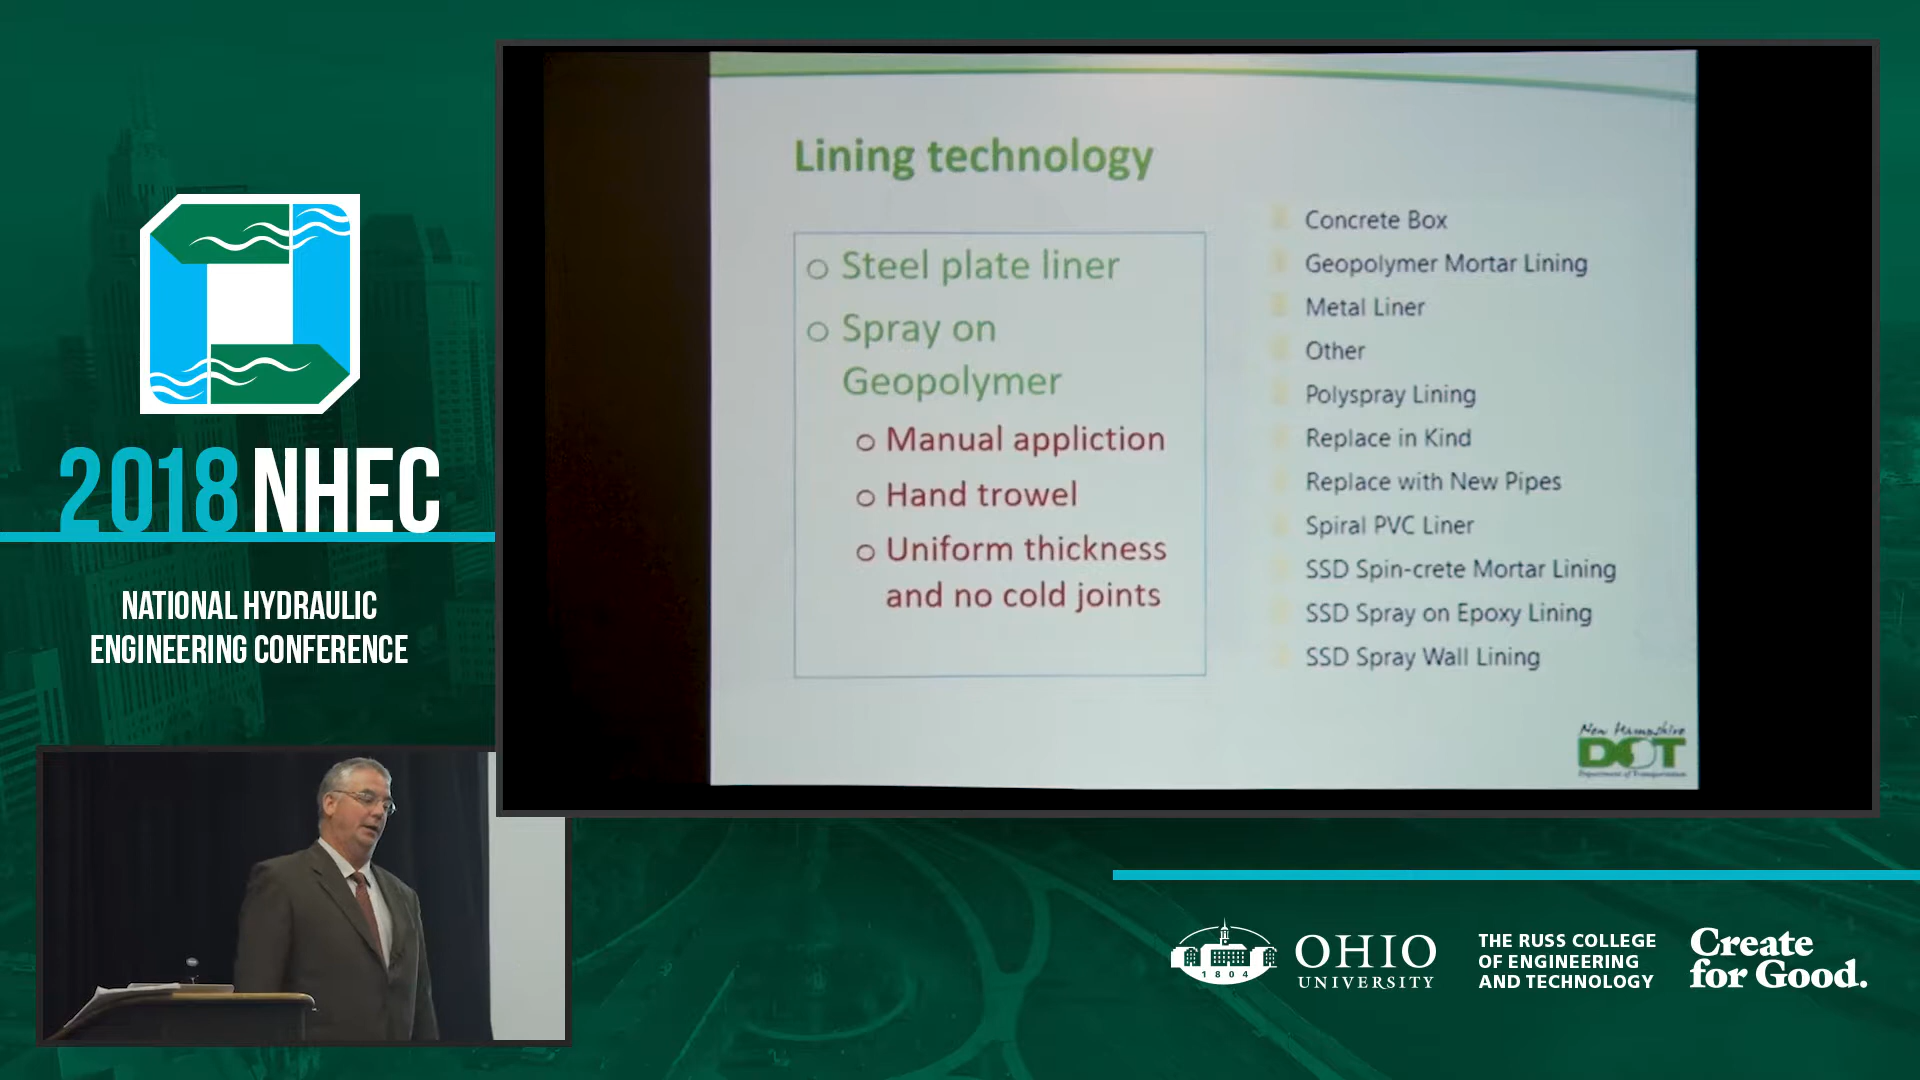 2018 NHEC
NATIONAL HYDRAULIC
ENGINEERING CONFERENCE
Lining technology
Steel plate liner
Spray on
Geopolymer
Manual appliction
Hand trowel
Uniform thickness
and no cold joints
Concrete Box
Geopolymer Mortar Lining
Metal Liner
Other
Polyspray Lining
Replace in Kind
Replace with New Pipes
Spiral PVC Liner
SSD Spin-crete Mortar Lining
SSD Spray on Epoxy Lining
SSD Spray Wall Lining
New Hampshire
DOT
Department of Transportation
1804
OHIO
UNIVERSITY
THE RUSS COLLEGE
OF ENGINEERING
AND TECHNOLOGY
Create
for Good.